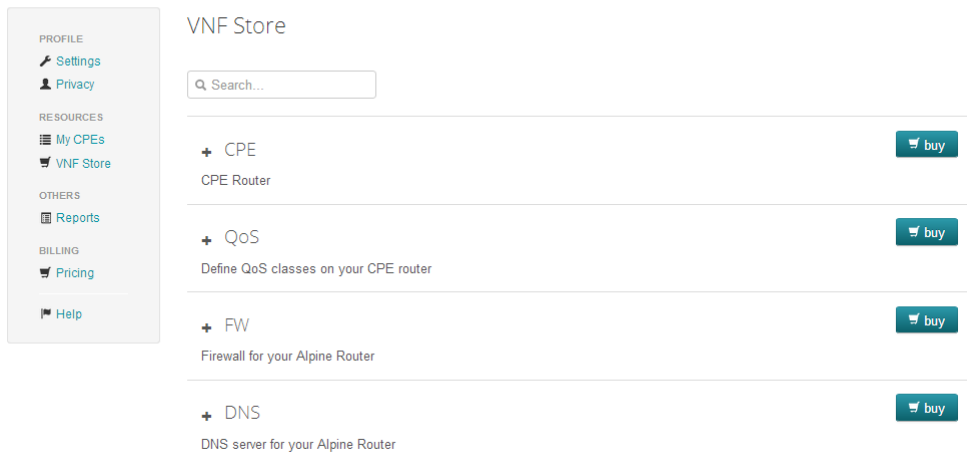 PROFILE
Settings
Privacy
RESOURCES
My CPEs
VNF Store
OTHERS
Reports
BILLING
Pricing
Help
VNF Store
Search...
CPE
buy
CPE Router
QoS
buy
Define QoS classes on your CPE router
FW
buy
Firewall for your Alpine Router
DNS
buy
DNS server for your Alpine Router